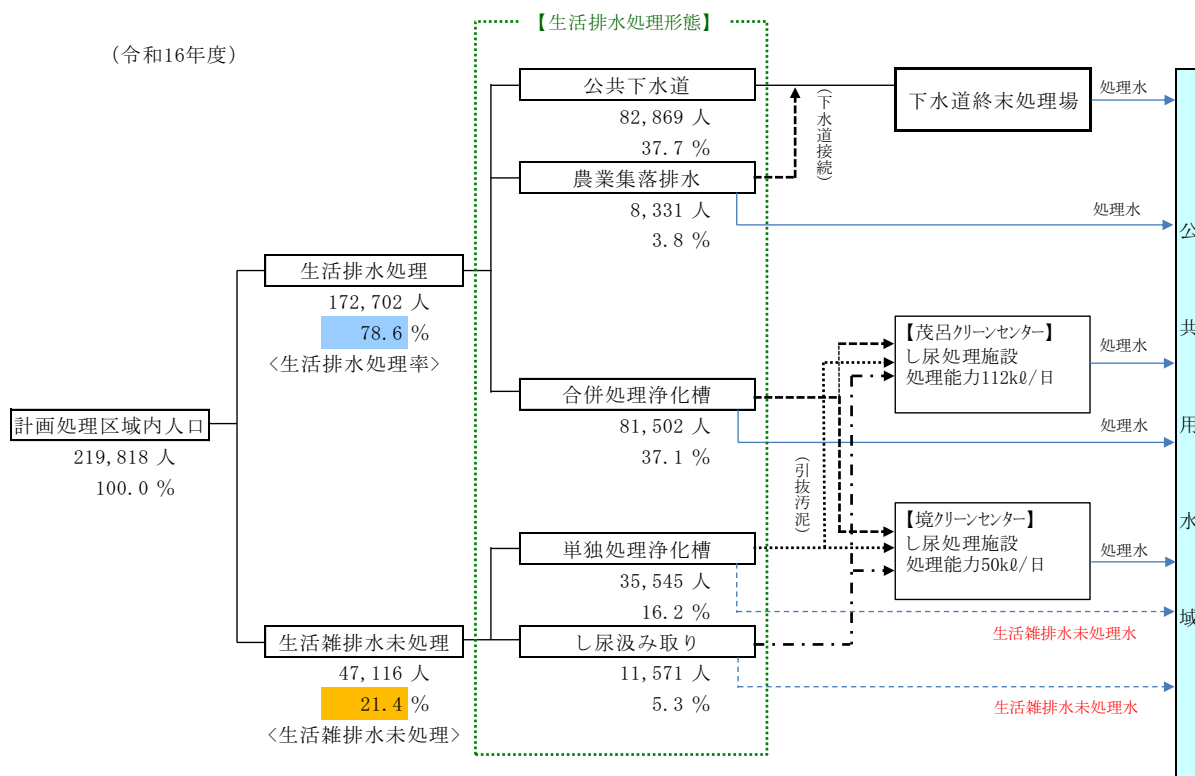 【生活排水処理形態】
(令和16年度)
公共下水道
82,869 人
37.7 %
(下水道接続)
下水道終末処理場
処理水
農業集落排水
8,331 人
3.8 %
処理水
生活排水処理
172,702 人
78.6 %
<生活排水処理率>
【茂呂クリーンセンター】
し尿処理施設
処理能力112kℓ/日
処理水
合併処理浄化槽
81,502 人
37.1 %
処理水
計画処理区域内人口
219,818 人
100.0 %
(引抜汚泥)
【境クリーンセンター】
し尿処理施設
処理能力50kℓ/日
処理水
単独処理浄化槽
35,545 人
16.2 %
生活雑排水未処理水
生活雑排水未処理
47,116 人
21.4 %
<生活雑排水未処理>
し尿汲み取り
11,571 人
5.3 %
生活雑排水未処理水
公共用水域